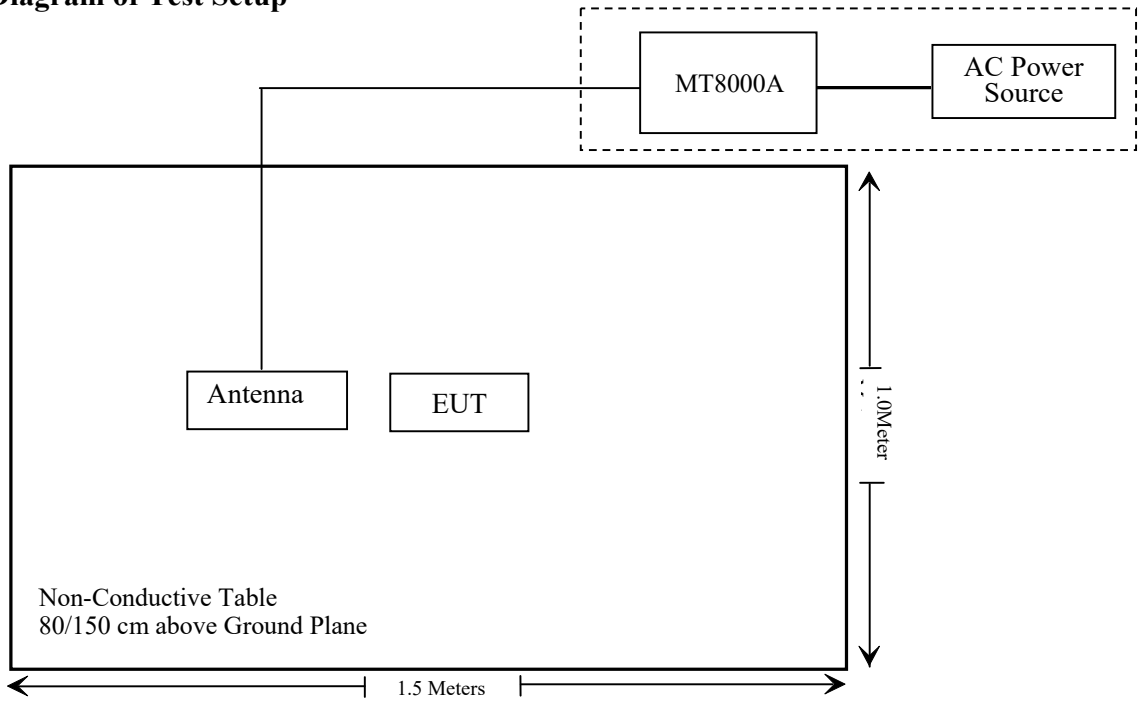 Diagram of Test Setup
MT8000A
AC Power
Source
Antenna
EUT
1.0Meter
Non-Conductive Table
80/150 cm above Ground Plane
1.5 Meters